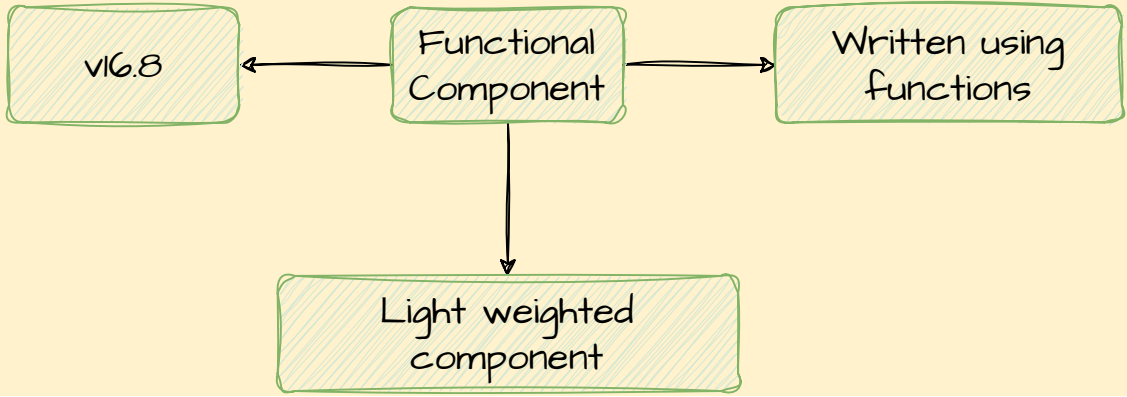 v16.8
Functional
Component
Written using
functions
Light weighted
component